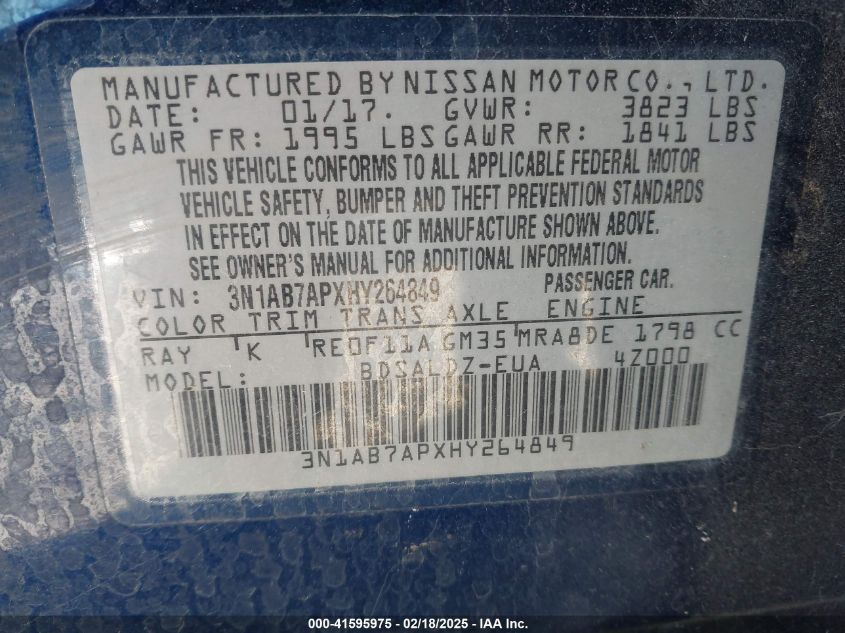 MANUFACTURED BY NISSAN MOTOR CO., LTD.
DATE: 01/17. GVWR: 3823 LBS
GAWR FR: 1995 LBS GAWR RR: 1841 LBS
THIS VEHICLE CONFORMS TO ALL APPLICABLE FEDERAL MOTOR
VEHICLE SAFETY, BUMPER AND THEFT PREVENTION STANDARDS
IN EFFECT ON THE DATE OF MANUFACTURE SHOWN ABOVE.
SEE OWNER'S MANUAL FOR ADDITIONAL INFORMATION.
VIN: 3N1AB7APXHY264849 PASSENGER CAR.
COLOR TRIM TRANS AXLE ENGINE
RAY K RE0F11A GM35 MRA8DE 1798 CC
MODEL: BDSALDZ-EUA 4Z000
3N1AB7APXHY264849
000-41595975 - 02/18/2025 - IAA Inc.